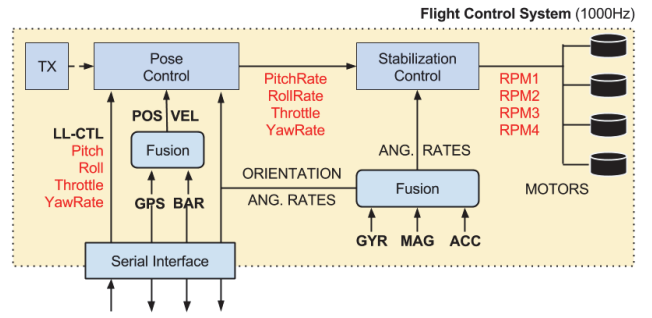 Flight Control System (1000Hz)
TX
Pose
Control
Stabilization
Control
PitchRate
RollRate
Throttle
YawRate
RPM1
RPM2
RPM3
RPM4
POS VEL
LL-CTL
Pitch
Roll
Throttle
YawRate
Fusion
ANG. RATES
ORIENTATION
ANG. RATES
Fusion
MOTORS
GPS BAR
GYR MAG ACC
Serial Interface